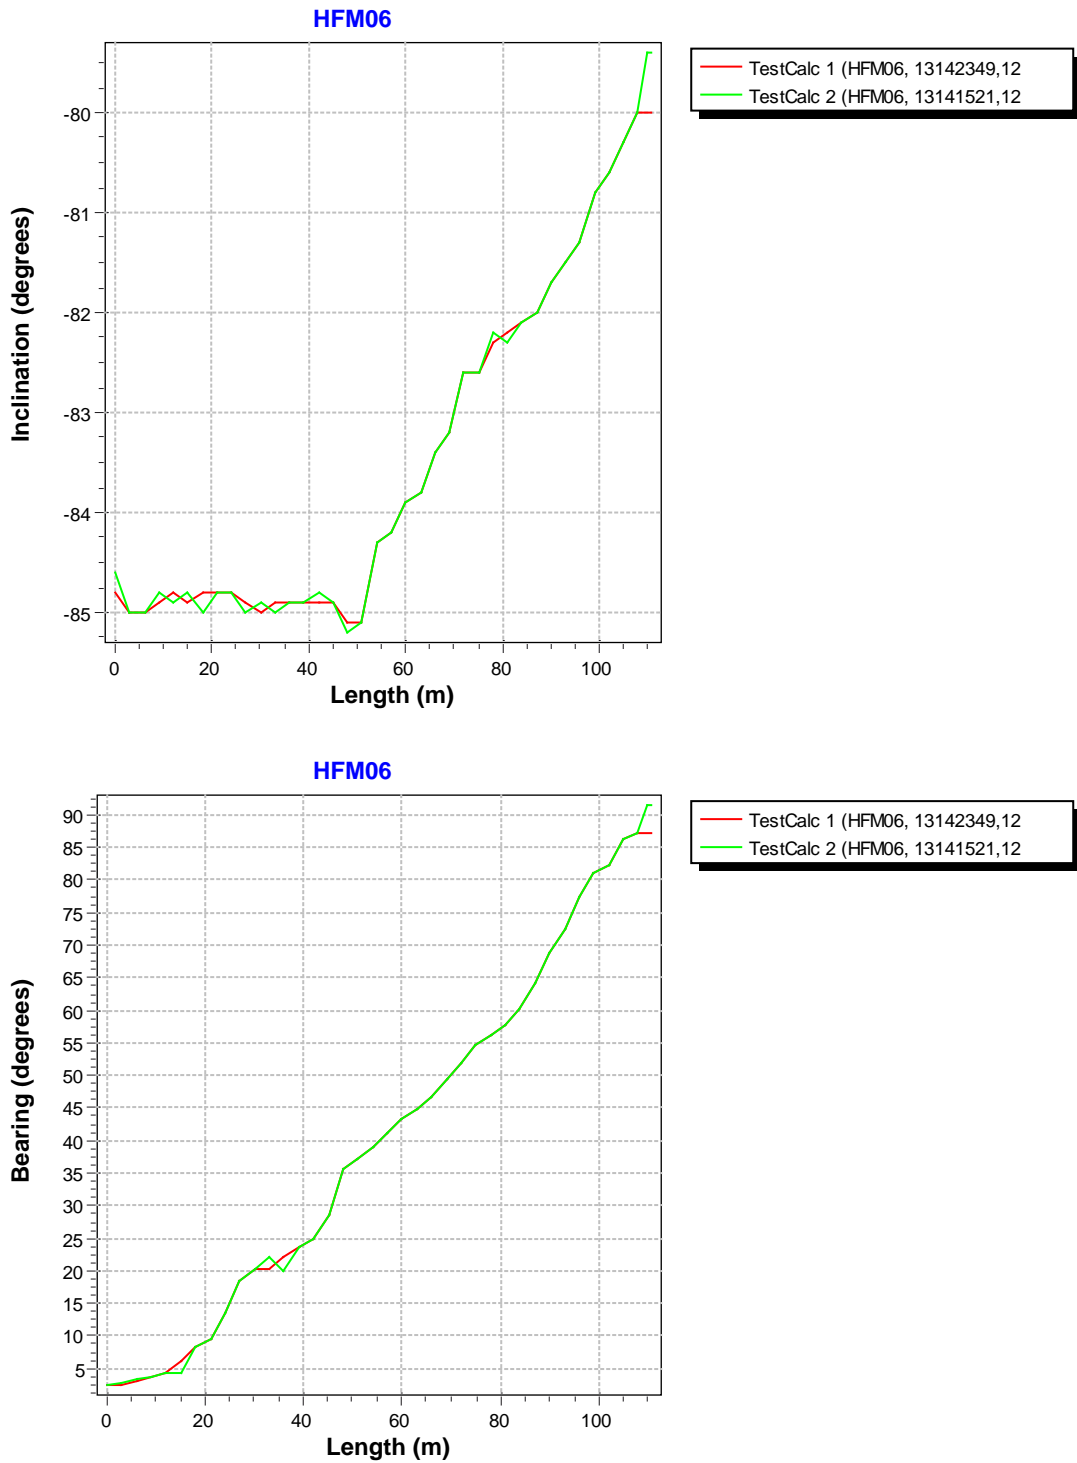 HFM06
TestCalc 1 (HFM06, 13142349,12
TestCalc 2 (HFM06, 13141521,12
Inclination (degrees)
-80
-81
-82
-83
-84
-85
0 20 40 60 80 100
Length (m)
HFM06
TestCalc 1 (HFM06, 13142349,12
TestCalc 2 (HFM06, 13141521,12
Bearing (degrees)
90
85
80
75
70
65
60
55
50
45
40
35
30
25
20
15
10
5
0 20 40 60 80 100
Length (m)